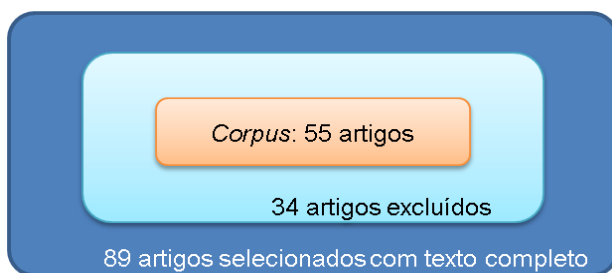 Corpus: 55 artigos
34 artigos excluídos
89 artigos selecionados com texto completo